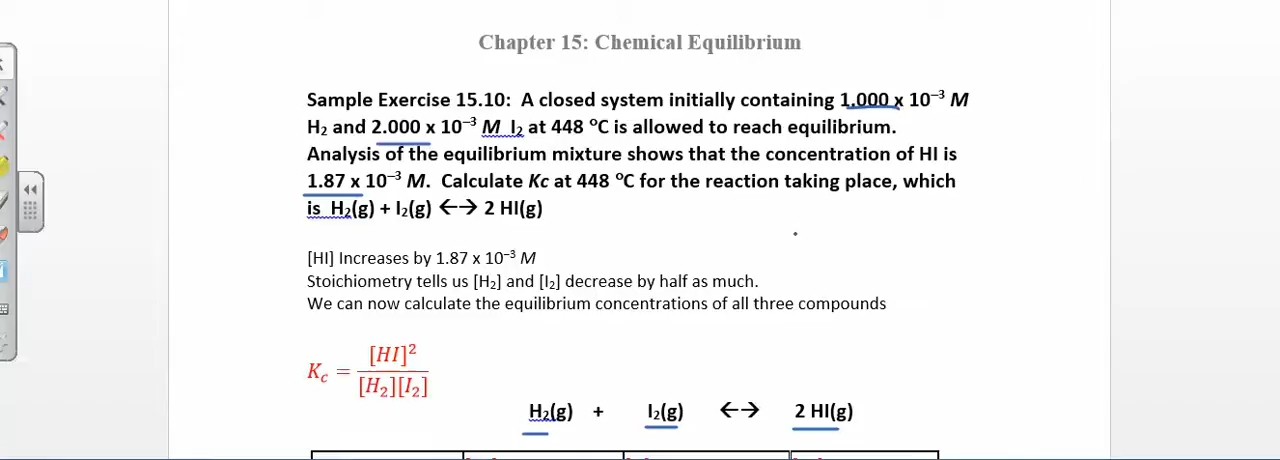 Chapter 15: Chemical Equilibrium
Sample Exercise 15.10: A closed system initially containing 1.000 x 10⁻³ M
H₂ and 2.000 x 10⁻³ M I₂ at 448 °C is allowed to reach equilibrium.
Analysis of the equilibrium mixture shows that the concentration of HI is
1.87 x 10⁻³ M. Calculate Kc at 448 °C for the reaction taking place, which
is H₂(g) + I₂(g) ←→ 2 HI(g)
[HI] Increases by 1.87 x 10⁻³ M
Stoichiometry tells us [H₂] and [I₂] decrease by half as much.
We can now calculate the equilibrium concentrations of all three compounds
K_c = [HI]² / [H₂][I₂]
H₂(g) + I₂(g) ←→ 2 HI(g)